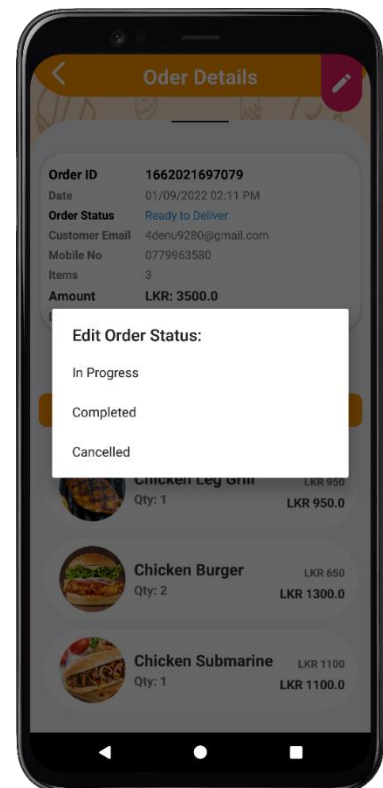 Oder Details
Order ID 1662021697079
Date 01/09/2022 02:11 PM
Order Status Ready to Deliver
Customer Email 4denu9280@gmail.com
Mobile No 0779963580
Items 3
Amount LKR: 3500.0
Edit Order Status:
In Progress
Completed
Cancelled
Chicken Leg Grill LKR 950
Qty: 1 LKR 950.0
Chicken Burger LKR 650
Qty: 2 LKR 1300.0
Chicken Submarine LKR 1100
Qty: 1 LKR 1100.0